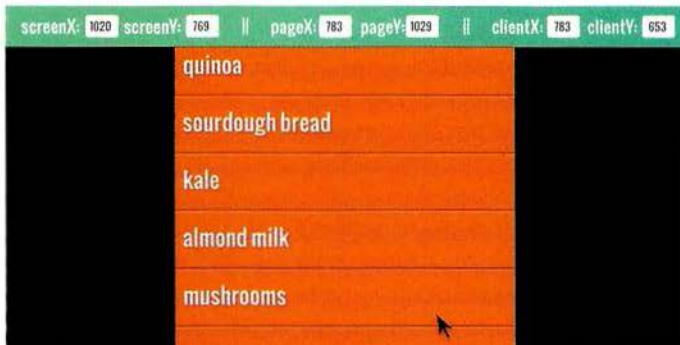 screenX: 1020 screenY: 769 || pageX: 783 pageY: 1029 || clientX: 783 clientY: 653
quinoa
sourdough bread
kale
almond milk
mushrooms